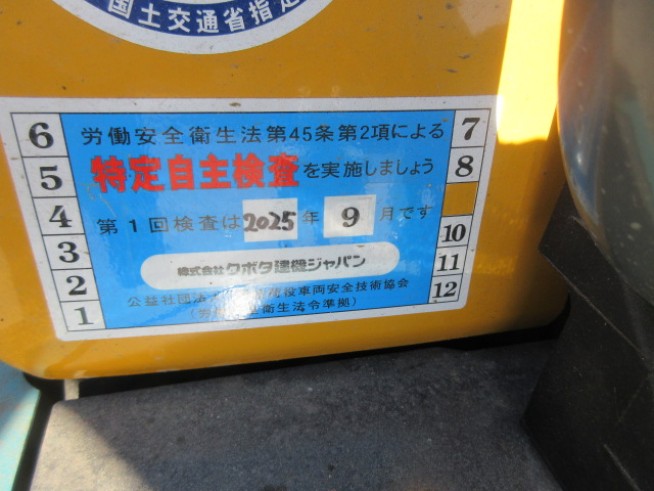 国土交通省指定
労働安全衛生法第45条第2項による
特定自主検査を実施しましょう
第1回検査は2025年9月です
株式会社クボタ建機ジャパン
公益社団法 役車両安全技術協会
(労 衛生法令準拠)
6
5
4
3
2
1
7
8
10
11
12